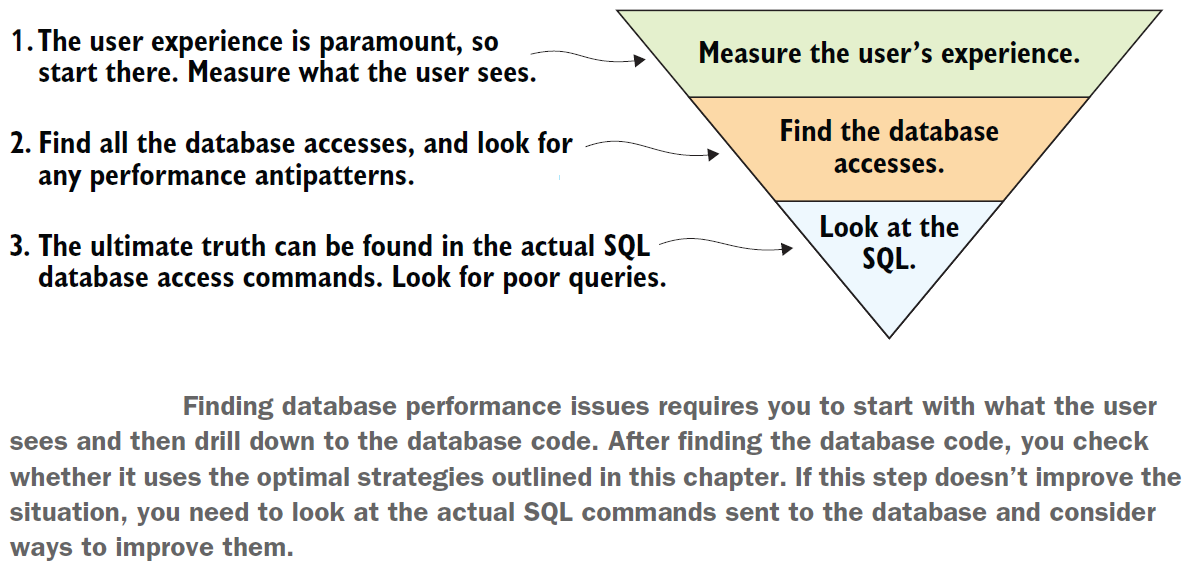 1. The user experience is paramount, so
start there. Measure what the user sees.
Measure the user’s experience.
2. Find all the database accesses, and look for
any performance antipatterns.
Find the database
accesses.
3. The ultimate truth can be found in the actual SQL
database access commands. Look for poor queries.
Look at the
SQL.
Finding database performance issues requires you to start with what the user
sees and then drill down to the database code. After finding the database code, you check
whether it uses the optimal strategies outlined in this chapter. If this step doesn’t improve the
situation, you need to look at the actual SQL commands sent to the database and consider
ways to improve them.